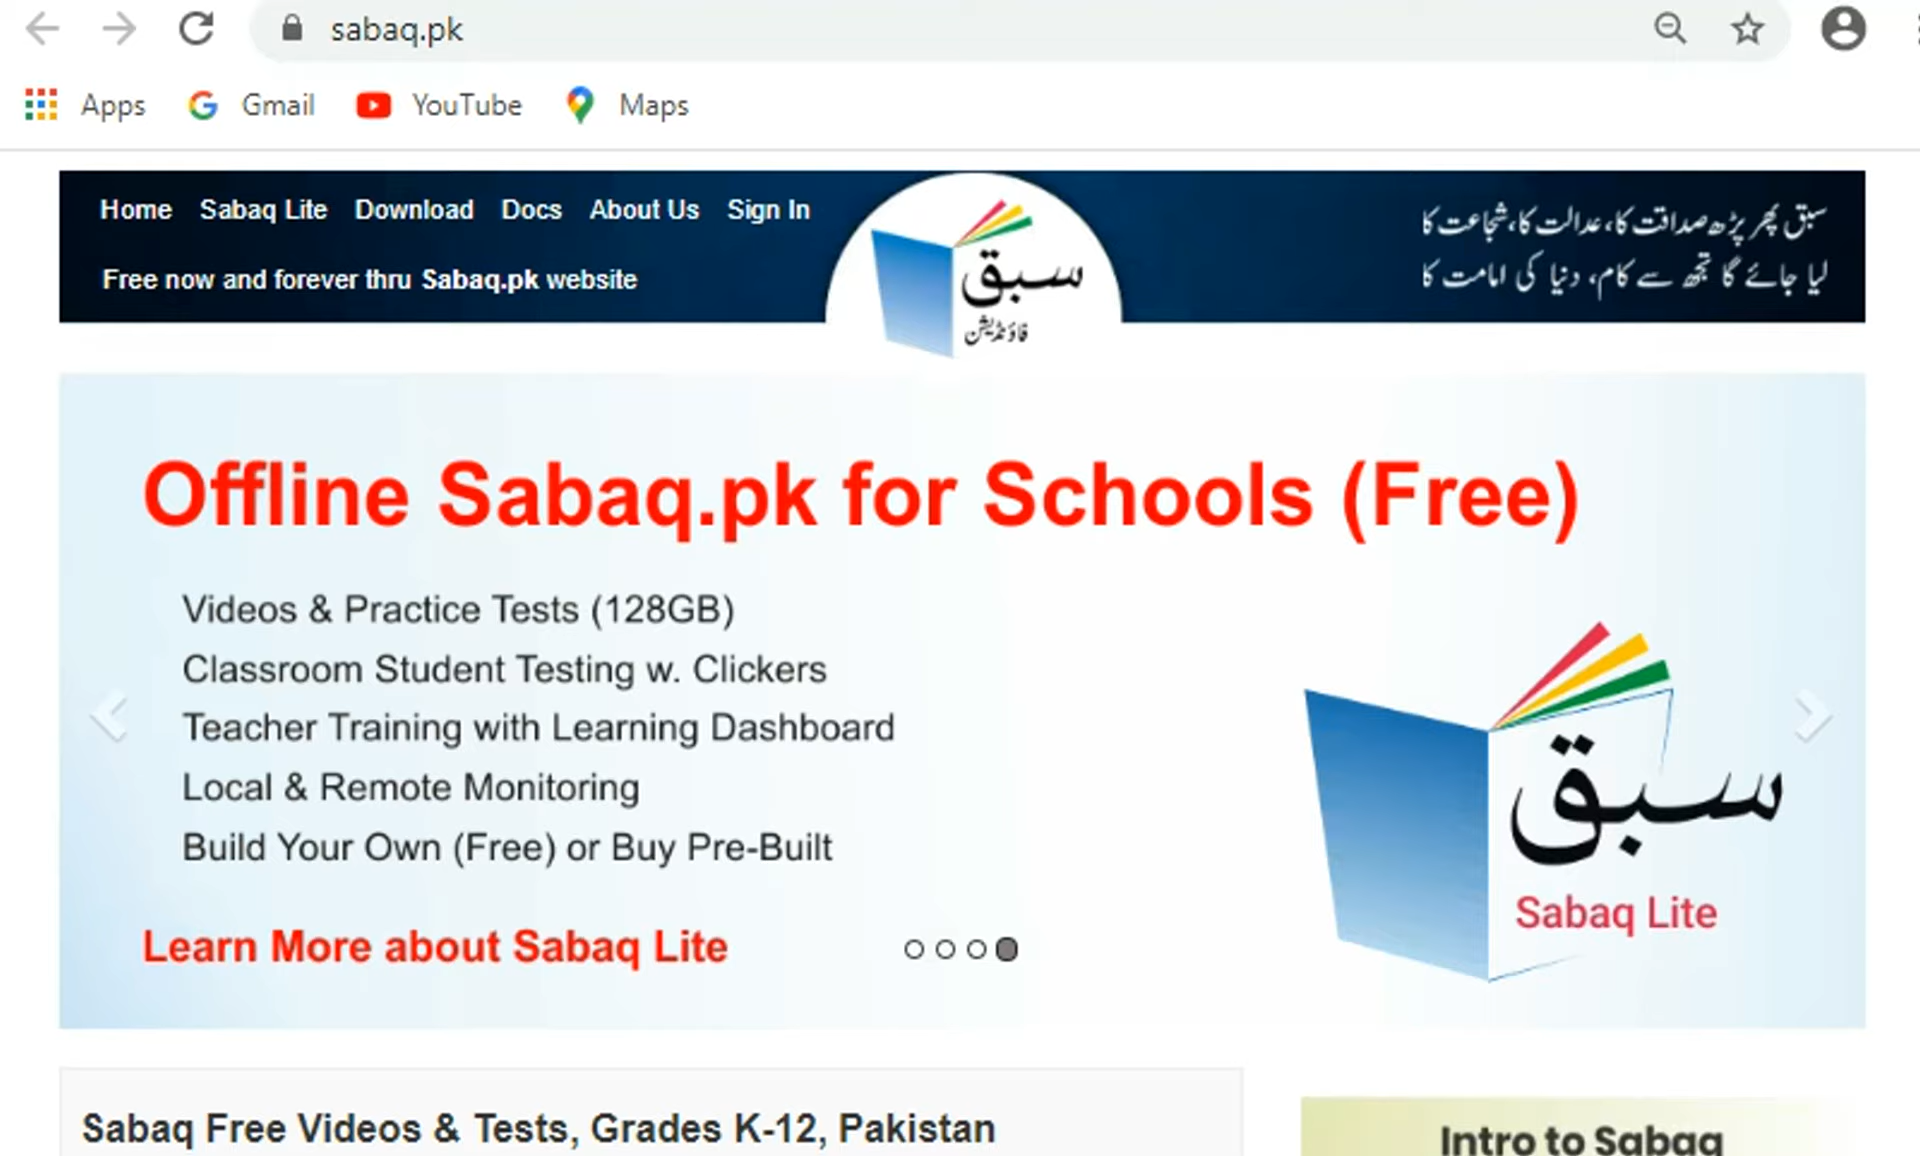 sabaq.pk
Apps Gmail YouTube Maps
Home Sabaq Lite Download Docs About Us Sign In
Free now and forever thru Sabaq.pk website
سبق
فاؤنڈیشن
سبق پھر پڑھ صداقت کا، عدالت کا، شجاعت کا
لیا جائے گا تجھ سے کام، دنیا کی امامت کا
Offline Sabaq.pk for Schools (Free)
Videos & Practice Tests (128GB)
Classroom Student Testing w. Clickers
Teacher Training with Learning Dashboard
Local & Remote Monitoring
Build Your Own (Free) or Buy Pre-Built
Learn More about Sabaq Lite
سبق
Sabaq Lite
Sabaq Free Videos & Tests, Grades K-12, Pakistan
Intro to Sabaq